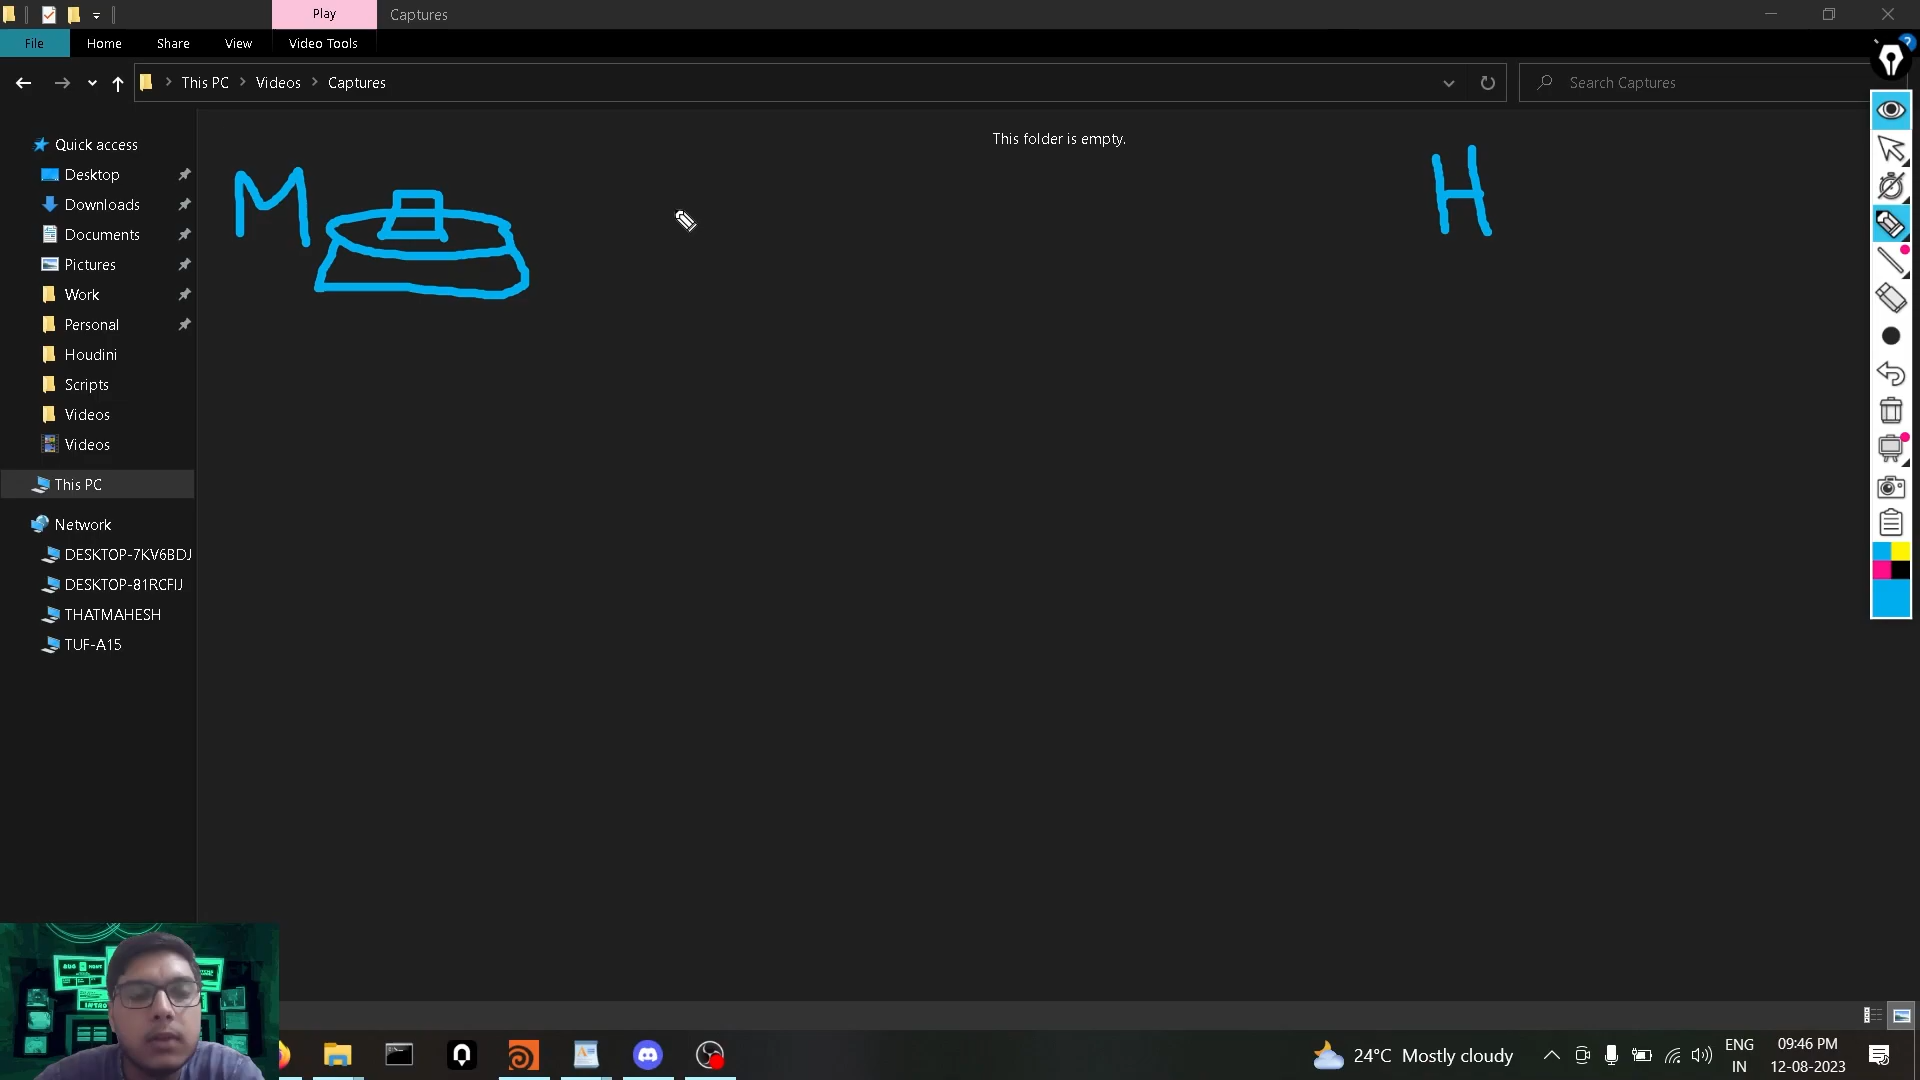 Play
Captures
File
Home
Share
View
Video Tools
This PC
Videos
Captures
Search Captures
This folder is empty.
M
H
Quick access
Desktop
Downloads
Documents
Pictures
Work
Personal
Houdini
Scripts
Videos
Videos
This PC
Network
DESKTOP-7KV6BDJ
DESKTOP-81RCFIJ
THATMAHESH
TUF-A15
24°C Mostly cloudy
ENG
IN
09:46 PM
12-08-2023